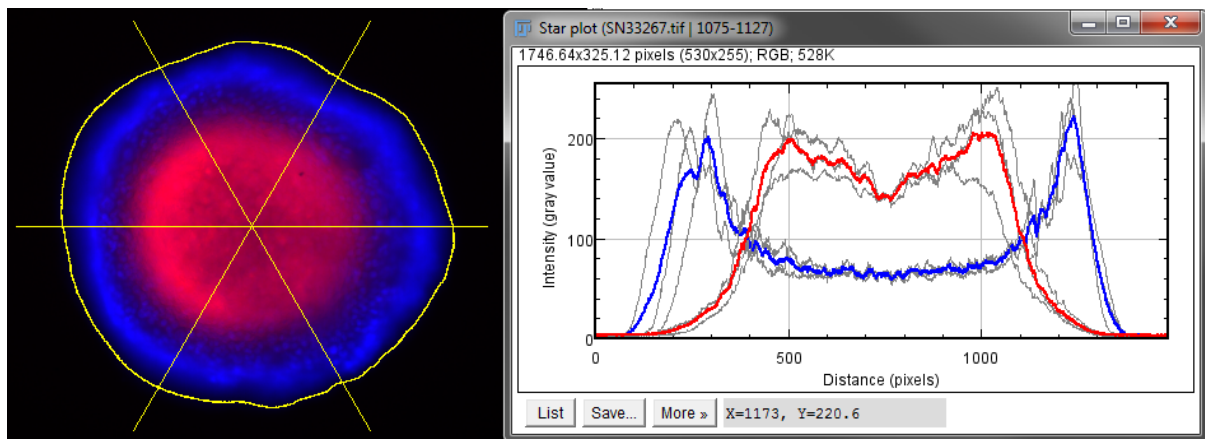 Star plot (SN33267.tif | 1075-1127)
1746.64x325.12 pixels (530x255); RGB; 528K
200
100
0
0
500
1000
Intensity (gray value)
Distance (pixels)
List
Save...
More »
X=1173, Y=220.6